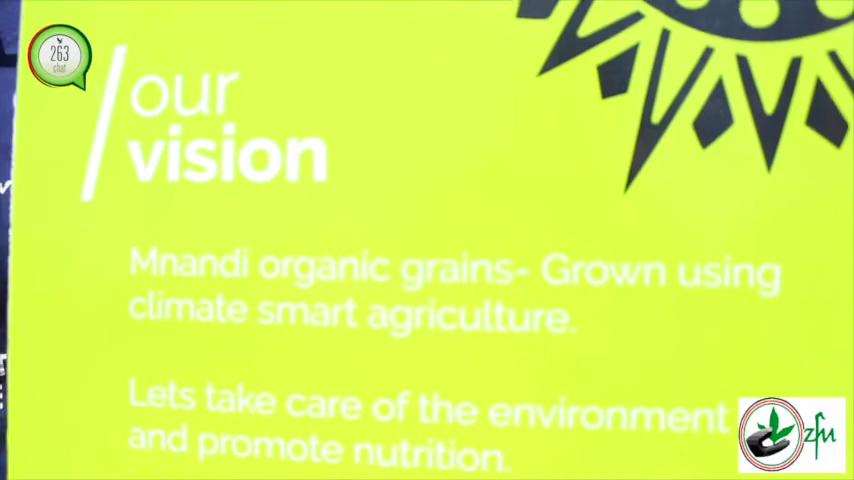 263
chat
our
vision
Mnandi organic grains- Grown using
climate smart agriculture.
Lets take care of the environment
and promote nutrition.
zfu